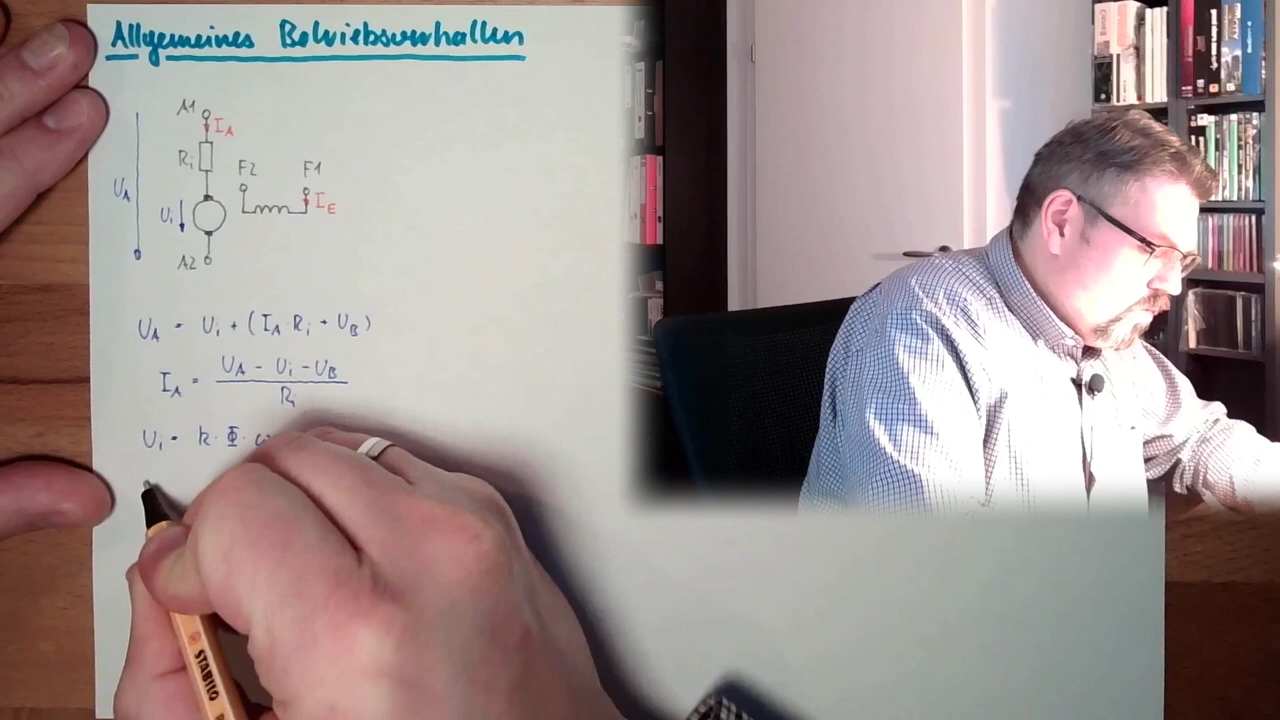 Allgemeines Betriebsverhalten
A1
I_A
R_i
F2
F1
U_A
U_i
I_E
A2
U_A = U_i + (I_A · R_i + U_B)
I_A = (U_A - U_i - U_B) / R_i
U_i = k · Φ · ω
STABILO